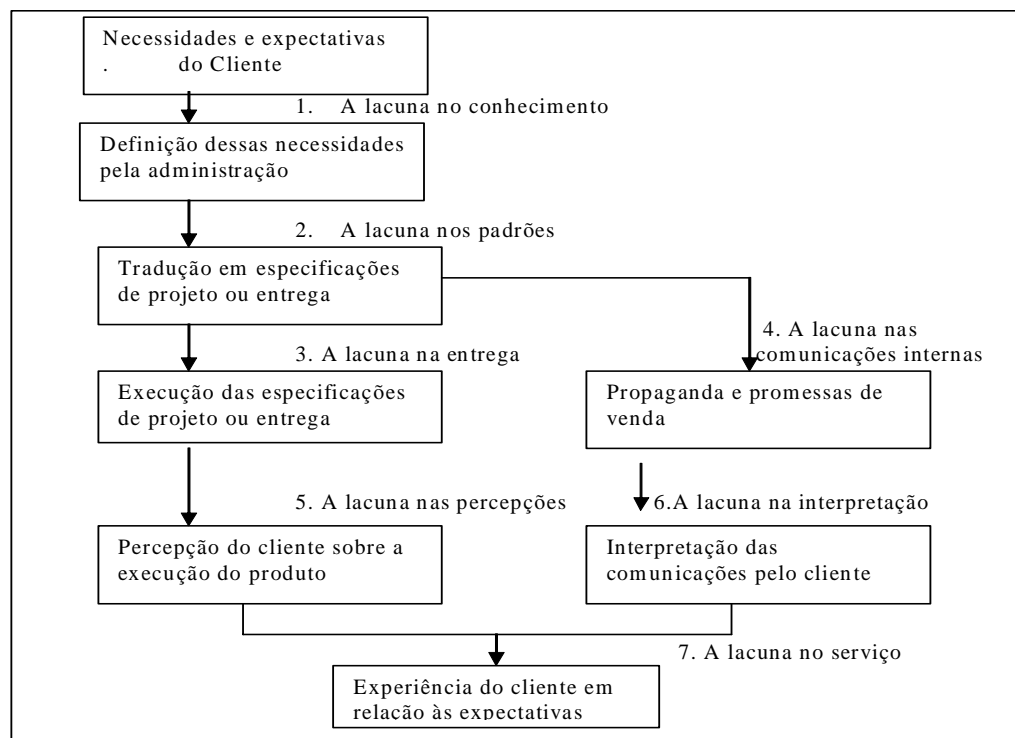 Necessidades e expectativas
. do Cliente
1. A lacuna no conhecimento
Definição dessas necessidades
pela administração
2. A lacuna nos padrões
Tradução em especificações
de projeto ou entrega
3. A lacuna na entrega
4. A lacuna nas
comunicações internas
Execução das especificações
de projeto ou entrega
Propaganda e promessas de
venda
5. A lacuna nas percepções
6.A lacuna na interpretação
Percepção do cliente sobre a
execução do produto
Interpretação das
comunicações pelo cliente
7. A lacuna no serviço
Experiência do cliente em
relação às expectativas